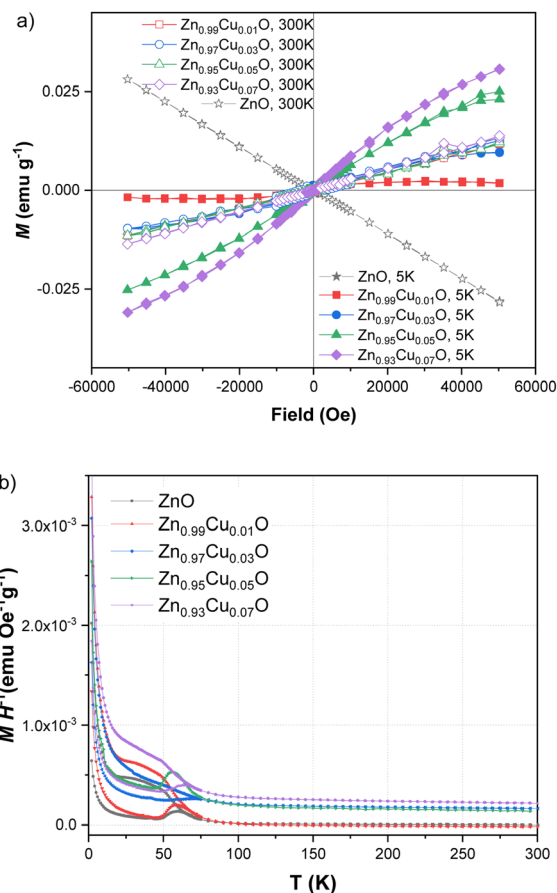 a)
Zn0.99Cu0.01O, 300K
Zn0.97Cu0.03O, 300K
Zn0.95Cu0.05O, 300K
Zn0.93Cu0.07O, 300K
ZnO, 300K
0.025
0.000
-0.025
M (emu g-1)
ZnO, 5K
Zn0.99Cu0.01O, 5K
Zn0.97Cu0.03O, 5K
Zn0.95Cu0.05O, 5K
Zn0.93Cu0.07O, 5K
-60000 -40000 -20000 0 20000 40000 60000
Field (Oe)
b)
ZnO
Zn0.99Cu0.01O
Zn0.97Cu0.03O
Zn0.95Cu0.05O
Zn0.93Cu0.07O
3.0x10-3
2.0x10-3
1.0x10-3
0.0
M H-1(emu Oe-1g-1)
0 50 100 150 200 250 300
T (K)